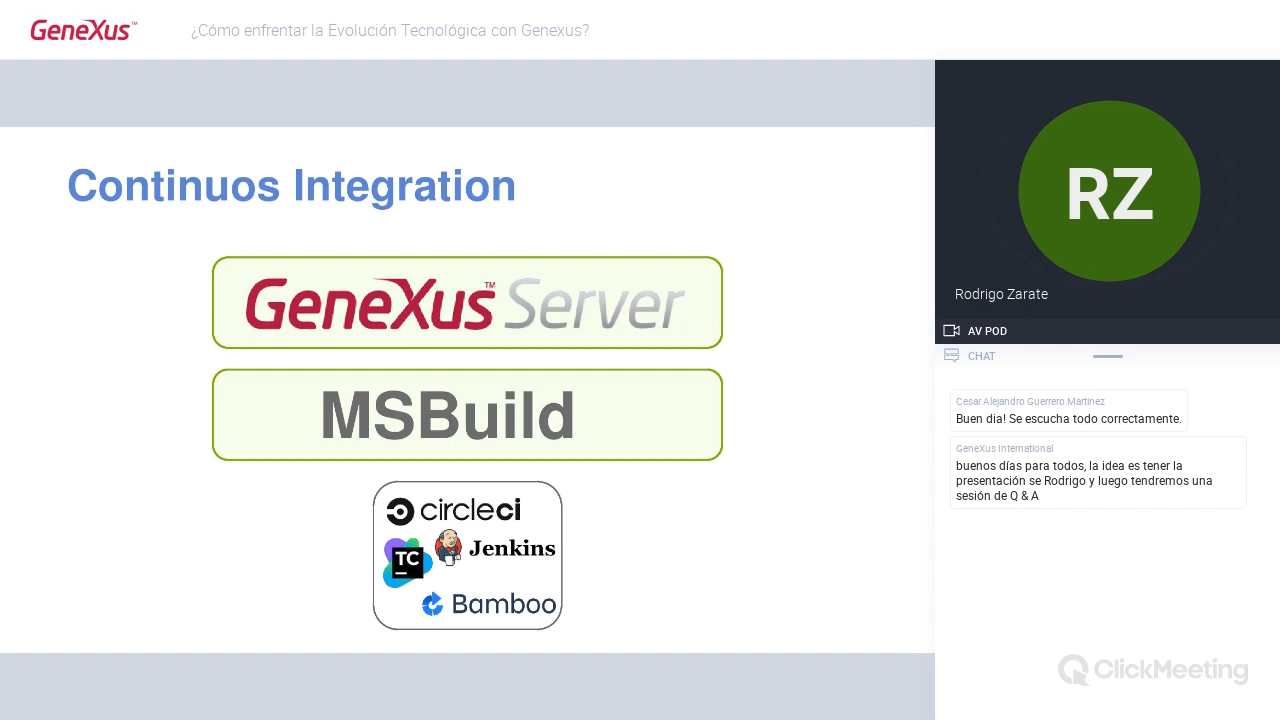 GeneXus™
¿Cómo enfrentar la Evolución Tecnológica con Genexus?
Continuos Integration
GeneXus™ Server
MSBuild
circleci
TC
Jenkins
Bamboo
RZ
Rodrigo Zarate
AV POD
CHAT
Cesar Alejandro Guerrero Martinez
Buen dia! Se escucha todo correctamente.
GeneXus International
buenos días para todos, la idea es tener la
presentación se Rodrigo y luego tendremos una
sesión de Q & A
ClickMeeting